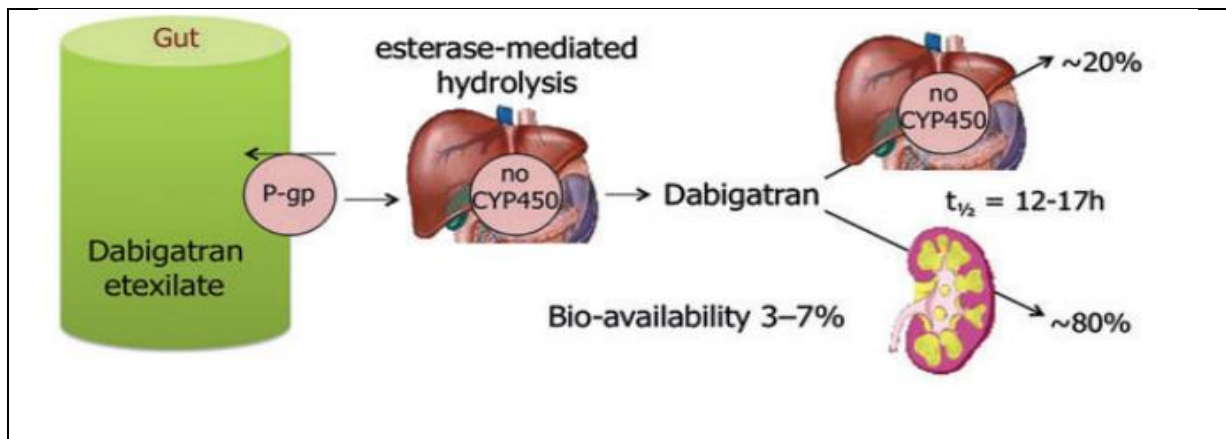 Gut
Dabigatran
etexilate
P-gp
esterase-mediated
hydrolysis
no
CYP450
Dabigatran
no
CYP450
~20%
t½ = 12-17h
Bio-availability 3–7%
~80%